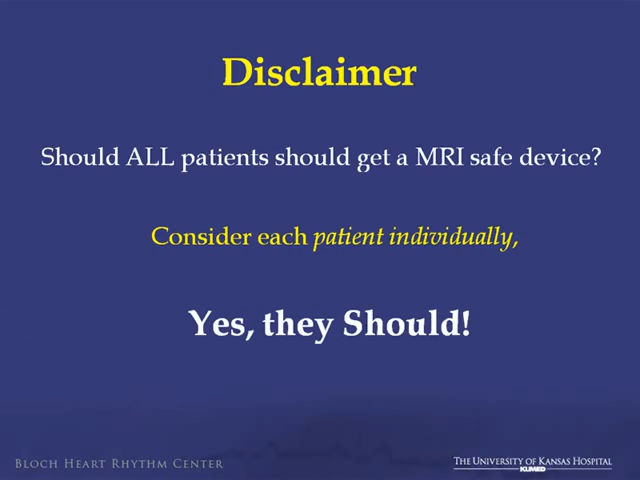 Disclaimer
Should ALL patients should get a MRI safe device?
Consider each patient individually,
Yes, they Should!
Bloch Heart Rhythm Center
The University of Kansas Hospital
KUMED